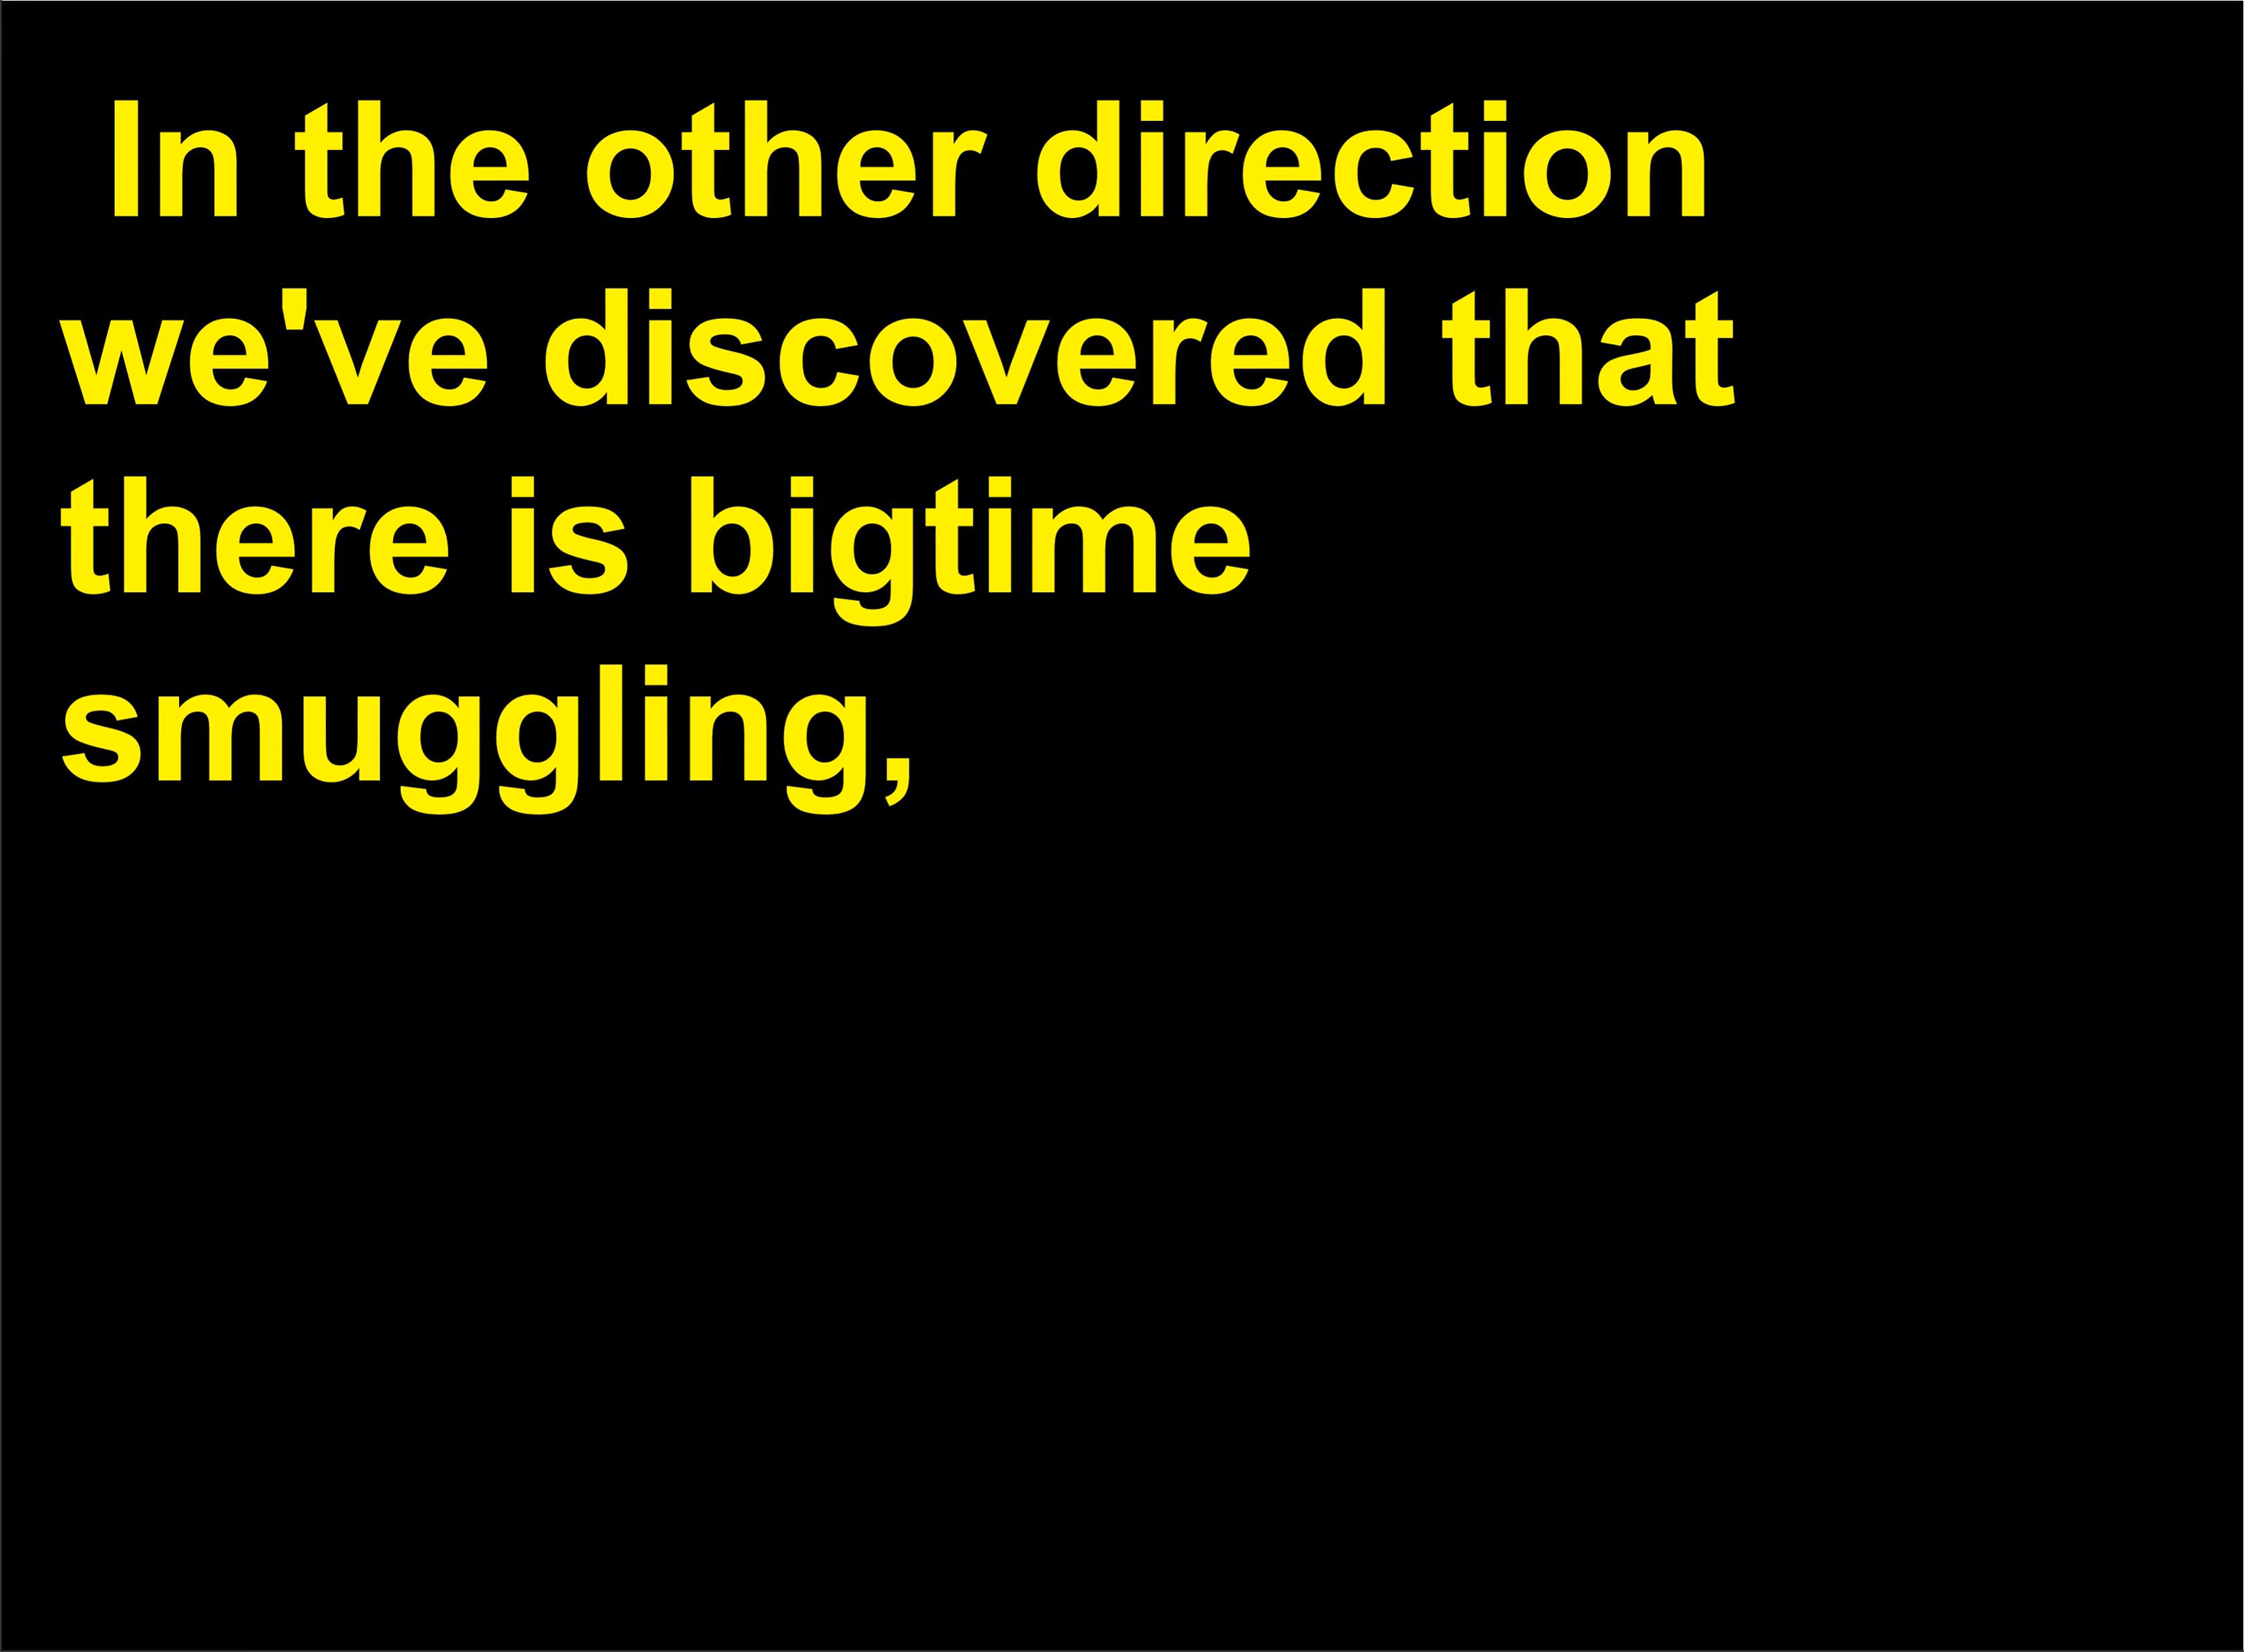 In the other direction
we've discovered that
there is bigtime
smuggling,